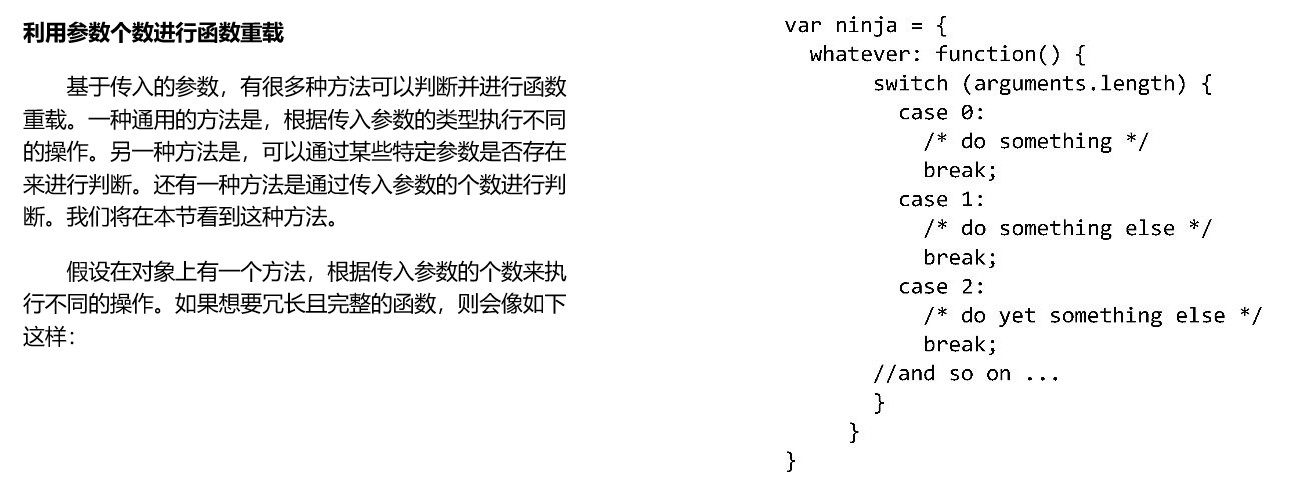 利用参数个数进行函数重载
基于传入的参数，有很多种方法可以判断并进行函数
重载。一种通用的方法是，根据传入参数的类型执行不同
的操作。另一种方法是，可以通过某些特定参数是否存在
来进行判断。还有一种方法是通过传入参数的个数进行判
断。我们将在本节看到这种方法。
假设在对象上有一个方法，根据传入参数的个数来执
行不同的操作。如果想要冗长且完整的函数，则会像如下
这样：
var ninja = {
  whatever: function() {
       switch (arguments.length) {
         case 0:
           /* do something */
           break;
         case 1:
           /* do something else */
           break;
         case 2:
           /* do yet something else */
           break;
       //and so on ...
       }
     }
}